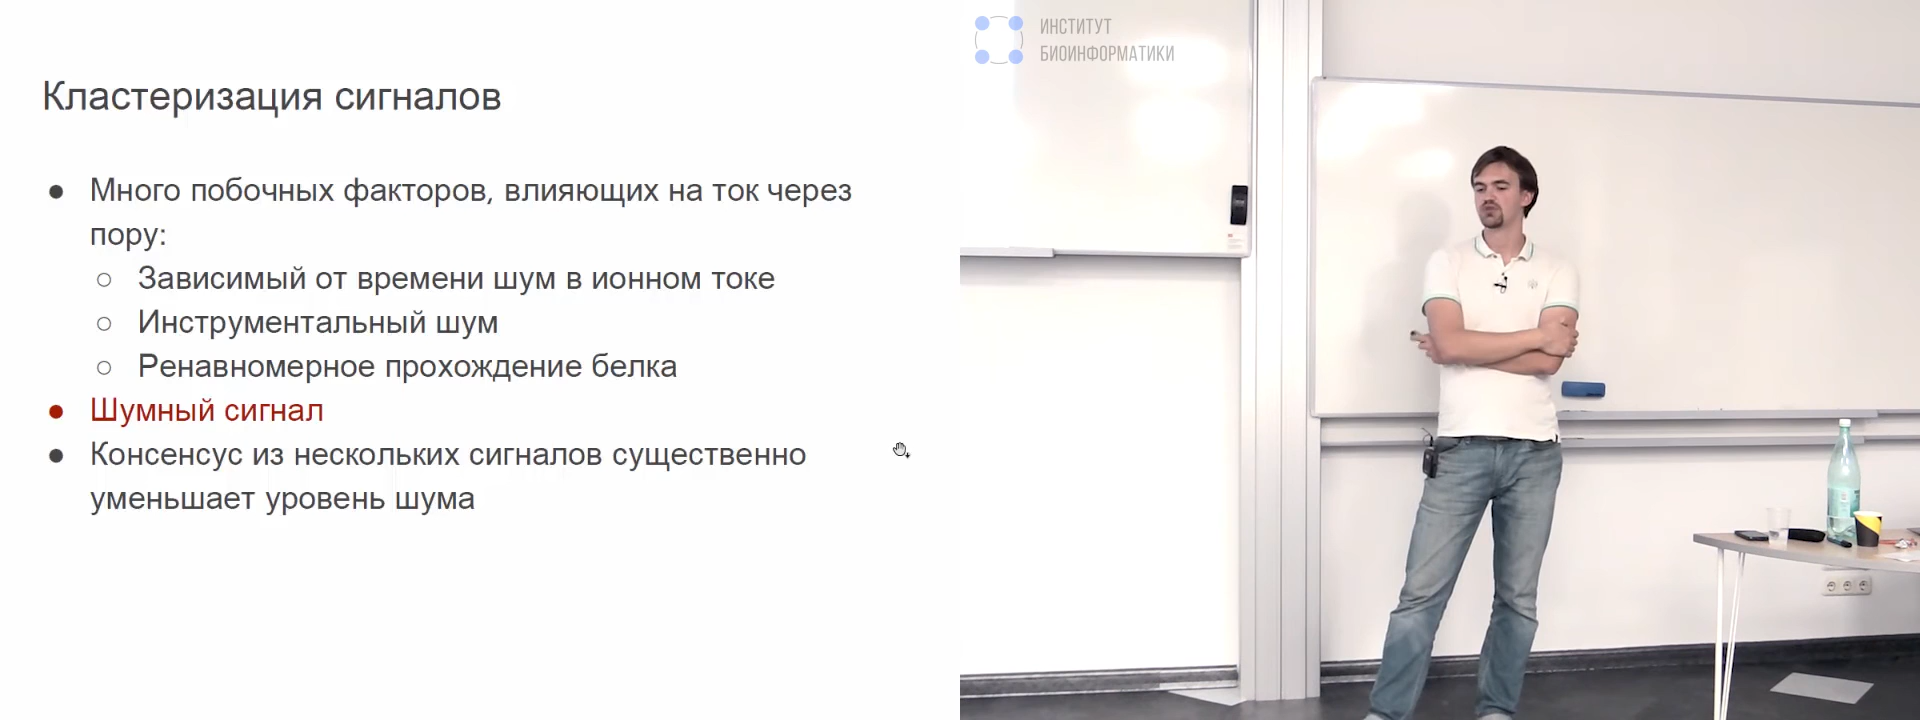 Кластеризация сигналов
● Много побочных факторов, влияющих на ток через
пору:
○ Зависимый от времени шум в ионном токе
○ Инструментальный шум
○ Ренавномерное прохождение белка
● Шумный сигнал
● Консенсус из нескольких сигналов существенно
уменьшает уровень шума
ИНСТИТУТ
БИОИНФОРМАТИКИ